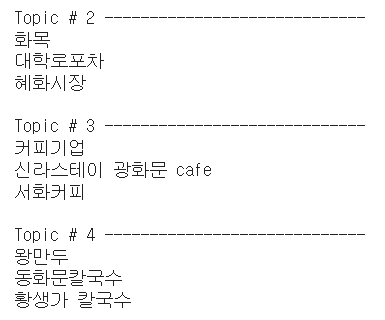 Topic # 2 ----------------------------
화목
대학로포차
혜화시장
Topic # 3 ----------------------------
커피기업
신라스테이 광화문 cafe
서화커피
Topic # 4 ----------------------------
왕만두
동화문칼국수
황생가 칼국수